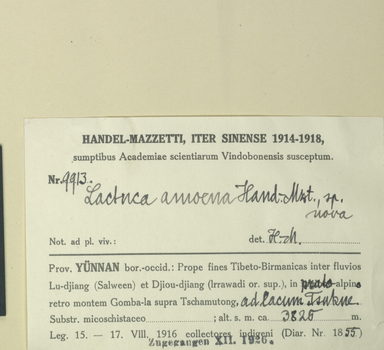 HANDEL-MAZZETTI, ITER SINENSE 1914-1918,
sumptibus Academiae scientiarum Vindobonensis susceptum.
Nr. 9913.
Lactuca amoena Hand.-Mzt., sp.
nova
Not. ad pl. viv.: det. H-M.
Prov. YÜNNAN bor.-occid.: Prope fines Tibeto-Birmanicas inter fluvios
Lu-djiang (Salween) et Djiou-djiang (Irrawadi or. sup.), in prato alpino
retro montem Gomba-la supra Tschamutong, ad lacum Tsukue
Substr. micoschistaceo ; alt. s. m. ca. 3825 m.
Leg. 15. — 17. VIII. 1916 collectores indigeni (Diar. Nr. 1855)
Zugegangen XII. 1926.